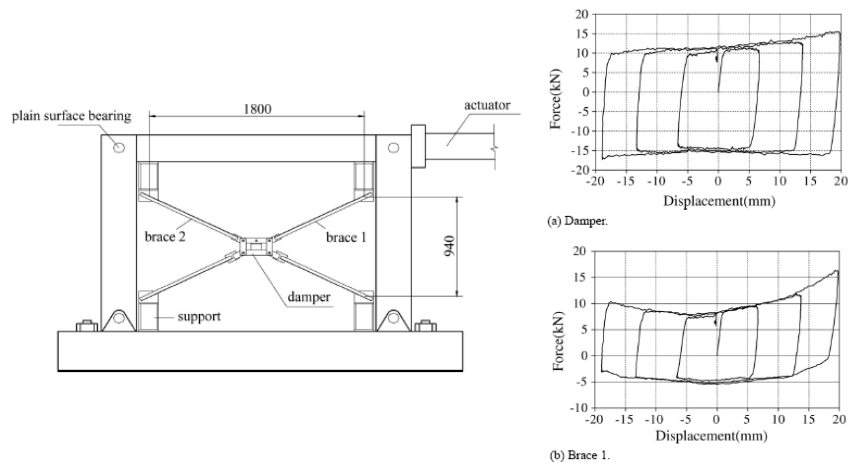 1800
actuator
plain surface bearing
brace 2
brace 1
940
damper
support
20
15
10
5
0
-5
-10
-15
-20
Force(kN)
-20 -15 -10 -5 0 5 10 15 20
Displacement(mm)
(a) Damper.
20
15
10
5
0
-5
-10
Force(kN)
-20 -15 -10 -5 0 5 10 15 20
Displacement(mm)
(b) Brace 1.